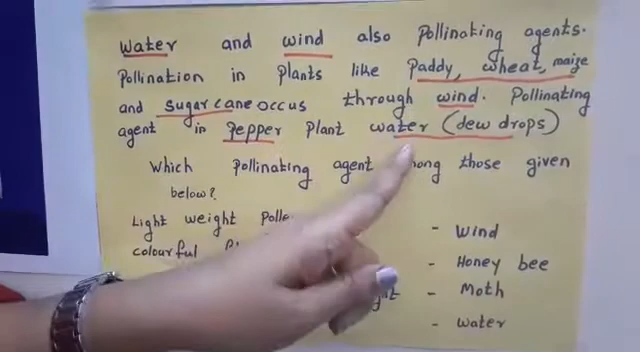 Water and wind also Pollinating agents.
Pollination in Plants like Paddy, wheat, maize
and sugarcane occus through wind. Pollinating
agent in Pepper Plant water (dew drops)
Which Pollinating agent among those given
below?
Light weight Polle
colourful - Wind
- Honey bee
ght - Moth
- Water